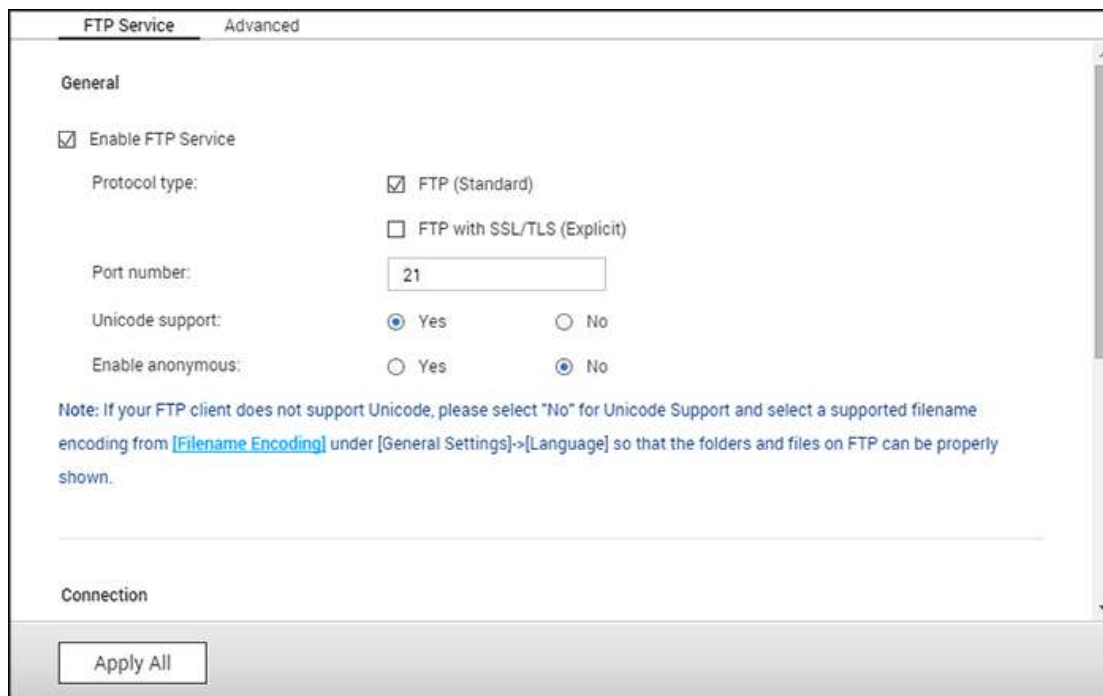 FTP Service Advanced
General
Enable FTP Service
Protocol type: FTP (Standard)
FTP with SSL/TLS (Explicit)
Port number: 21
Unicode support: Yes No
Enable anonymous: Yes No
Note: If your FTP client does not support Unicode, please select "No" for Unicode Support and select a supported filename
encoding from [Filename Encoding] under [General Settings]->[Language] so that the folders and files on FTP can be properly
shown.
Connection
Apply All